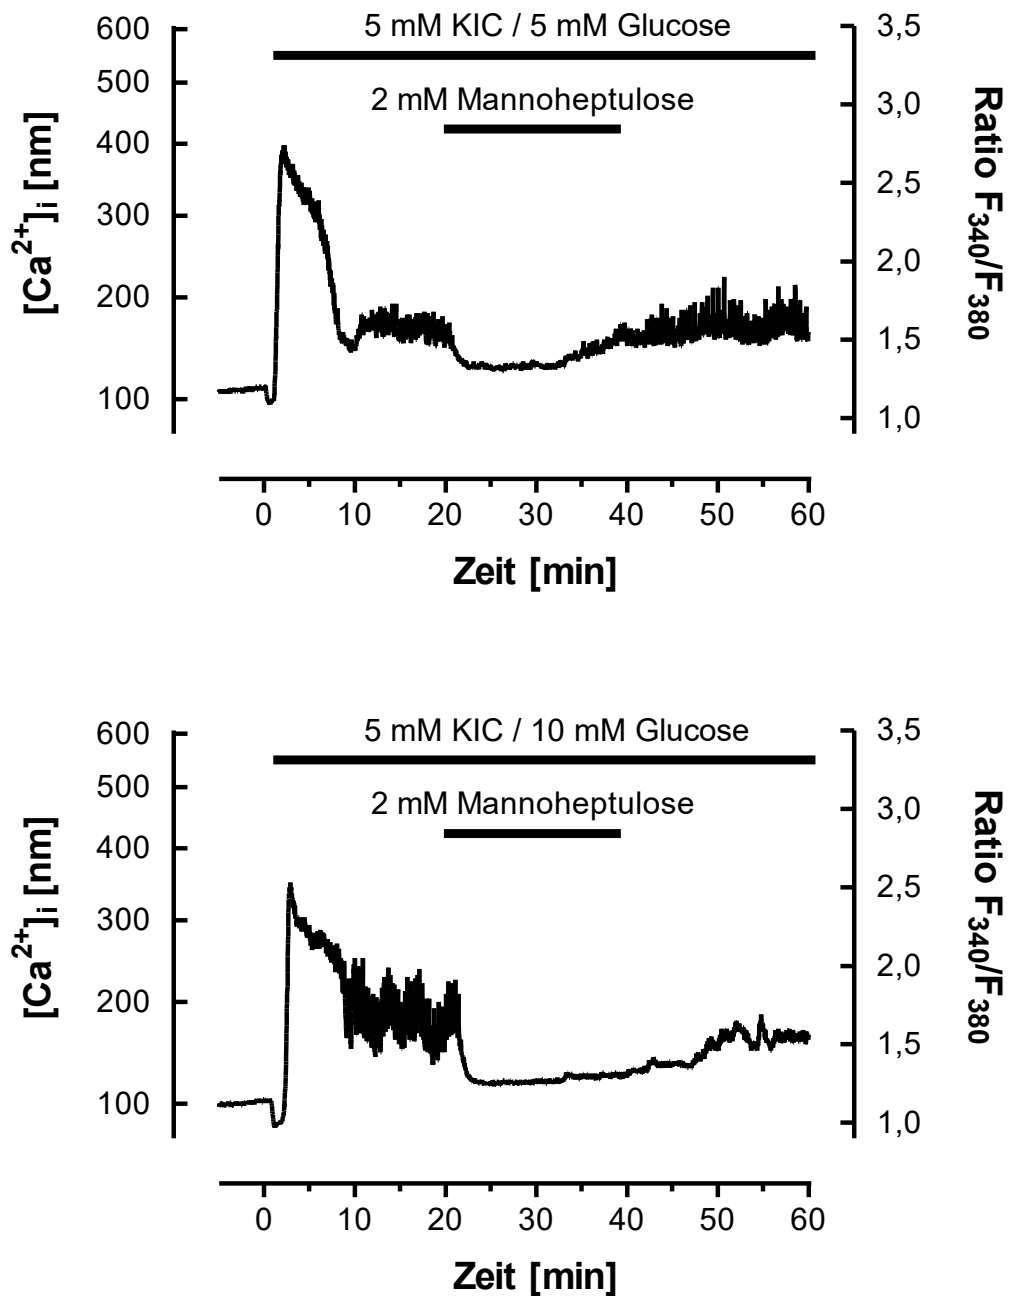 5 mM KIC / 5 mM Glucose
2 mM Mannoheptulose
600
500
400
300
200
100
[Ca2+]i [nm]
3,5
3,0
2,5
2,0
1,5
1,0
Ratio F340/F380
0 10 20 30 40 50 60
Zeit [min]
5 mM KIC / 10 mM Glucose
2 mM Mannoheptulose
600
500
400
300
200
100
[Ca2+]i [nm]
3,5
3,0
2,5
2,0
1,5
1,0
Ratio F340/F380
0 10 20 30 40 50 60
Zeit [min]